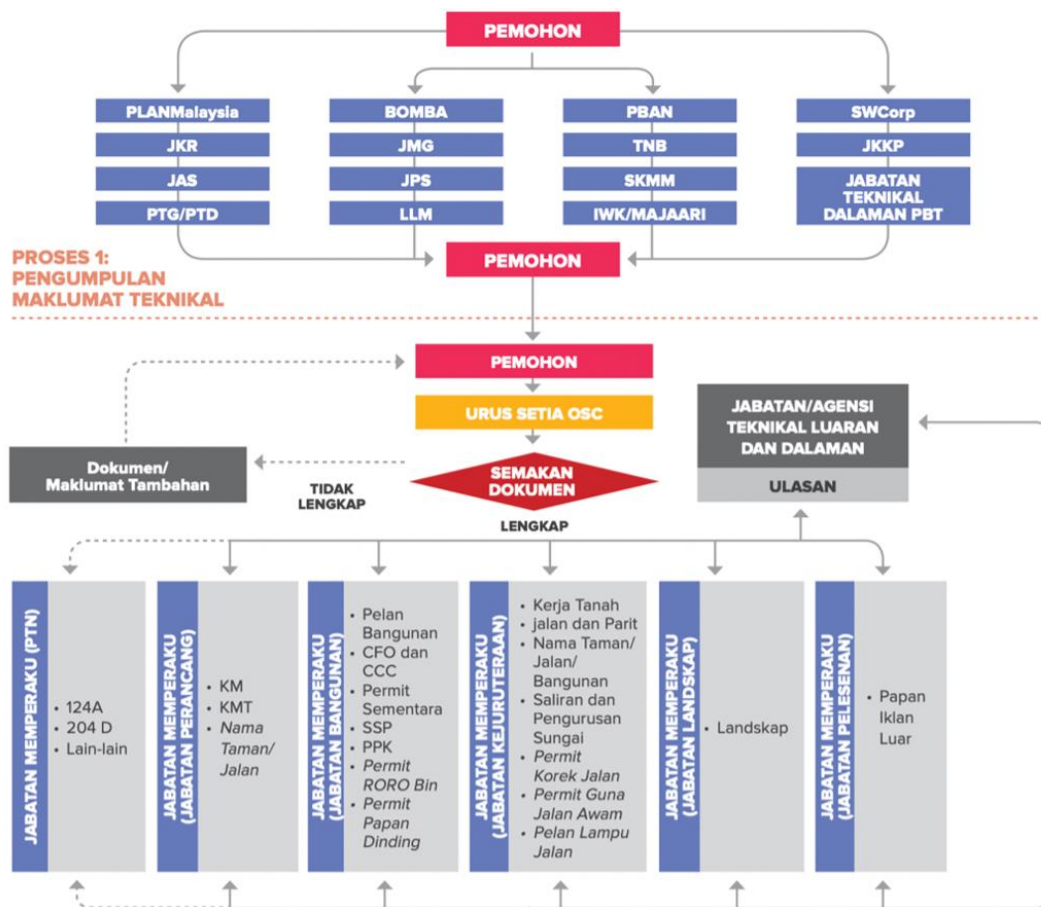 PEMOHON
PLANMalaysia
JKR
JAS
PTG/PTD
BOMBA
JMG
JPS
LLM
PBAN
TNB
SKMM
IWK/MAJAARI
SWCorp
JKKP
JABATAN
TEKNIKAL
DALAMAN PBT
PROSES 1:
PENGUMPULAN
MAKLUMAT TEKNIKAL
PEMOHON
PEMOHON
URUS SETIA OSC
SEMAKAN
DOKUMEN
Dokumen/
Maklumat Tambahan
TIDAK
LENGKAP
LENGKAP
JABATAN/AGENSI
TEKNIKAL LUARAN
DAN DALAMAN
ULASAN
JABATAN MEMPERAKU (PTN)
• 124A
• 204 D
• Lain-lain
JABATAN MEMPERAKU
(JABATAN PERANCANG)
• KM
• KMT
• Nama
Taman/
Jalan
JABATAN MEMPERAKU
(JABATAN BANGUNAN)
• Pelan
Bangunan
• CFO dan
CCC
• Permit
Sementara
• SSP
• PPK
• Permit
RORO Bin
• Permit
Papan
Dinding
JABATAN MEMPERAKU
(JABATAN KEJURUTERAAN)
• Kerja Tanah
• jalan dan Parit
• Nama Taman/
Jalan/
Bangunan
• Saliran dan
Pengurusan
Sungai
• Permit
Korek Jalan
• Permit Guna
Jalan Awam
• Pelan Lampu
Jalan
JABATAN MEMPERAKU
(JABATAN LANDSKAP)
• Landskap
JABATAN MEMPERAKU
(JABATAN PELESENAN)
• Papan
Iklan
Luar